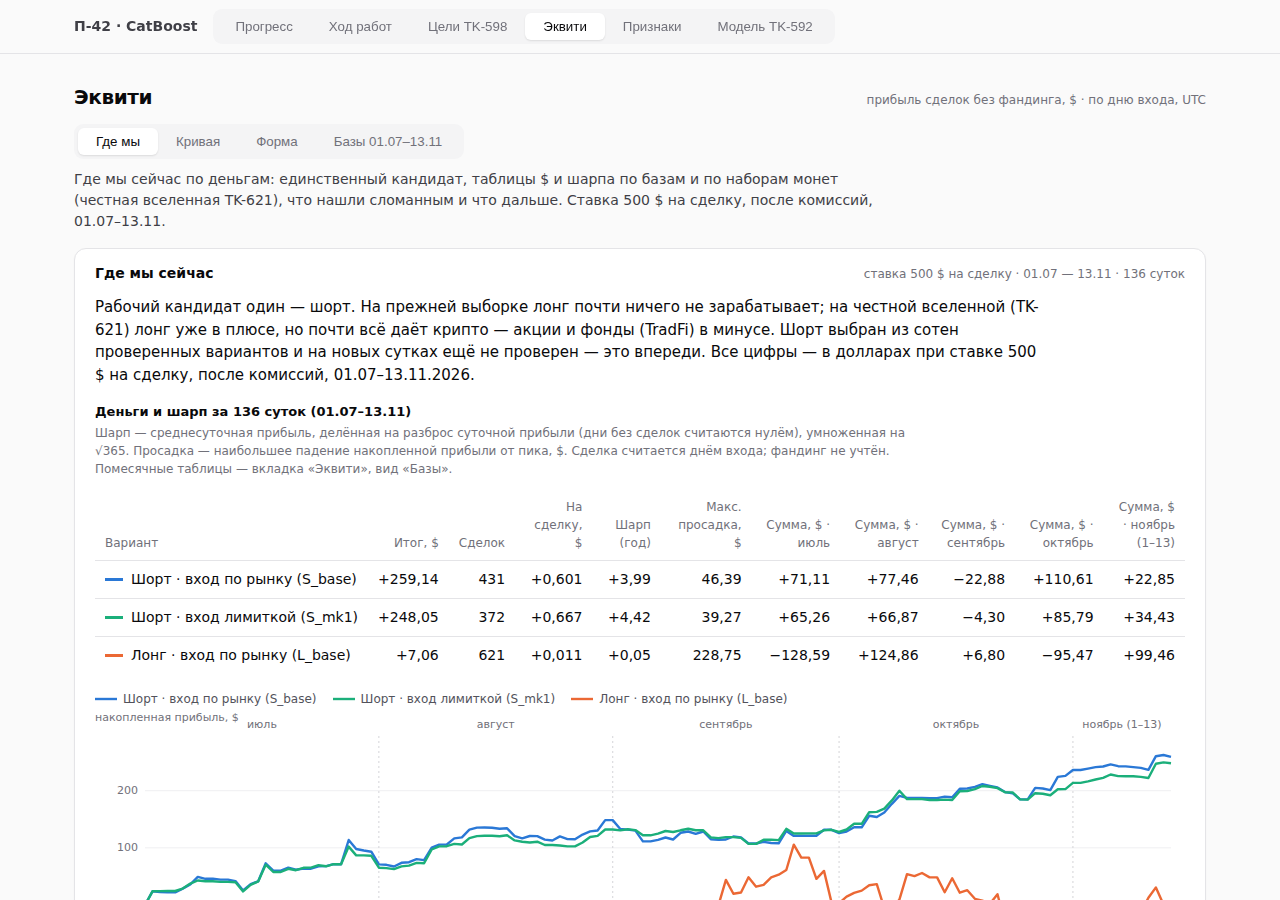 П-42 · CatBoost
Прогресс
Ход работ
Цели ТК-598
Эквити
Признаки
Модель ТК-592
Эквити
прибыль сделок без фандинга, $ · по дню входа, UTC
Где мы
Кривая
Форма
Базы 01.07–13.11
Где мы сейчас по деньгам: единственный кандидат, таблицы $ и шарпа по базам и по наборам монет
(честная вселенная TK-621), что нашли сломанным и что дальше. Ставка 500 $ на сделку, после комиссий,
01.07–13.11.
Где мы сейчас
ставка 500 $ на сделку · 01.07 — 13.11 · 136 суток
Рабочий кандидат один — шорт. На прежней выборке лонг почти ничего не зарабатывает; на честной вселенной (TK-
621) лонг уже в плюсе, но почти всё даёт крипто — акции и фонды (TradFi) в минусе. Шорт выбран из сотен
проверенных вариантов и на новых сутках ещё не проверен — это впереди. Все цифры — в долларах при ставке 500
$ на сделку, после комиссий, 01.07–13.11.2026.
Деньги и шарп за 136 суток (01.07–13.11)
Шарп — среднесуточная прибыль, делённая на разброс суточной прибыли (дни без сделок считаются нулём), умноженная на
√365. Просадка — наибольшее падение накопленной прибыли от пика, $. Сделка считается днём входа; фандинг не учтён.
Помесячные таблицы — вкладка «Эквити», вид «Базы».
Вариант
Итог, $
Сделок
На
сделку,
$
Шарп
(год)
Макс.
просадка,
$
Сумма, $ ·
июль
Сумма, $ ·
август
Сумма, $ ·
сентябрь
Сумма, $ ·
октябрь
Сумма, $
· ноябрь
(1–13)
Шорт · вход по рынку (S_base) +259,14 431 +0,601 +3,99 46,39 +71,11 +77,46 −22,88 +110,61 +22,85
Шорт · вход лимиткой (S_mk1) +248,05 372 +0,667 +4,42 39,27 +65,26 +66,87 −4,30 +85,79 +34,43
Лонг · вход по рынку (L_base) +7,06 621 +0,011 +0,05 228,75 −128,59 +124,86 +6,80 −95,47 +99,46
Шорт · вход по рынку (S_base)
Шорт · вход лимиткой (S_mk1)
Лонг · вход по рынку (L_base)
накопленная прибыль, $
июль
август
сентябрь
октябрь
ноябрь (1–13)
200
100